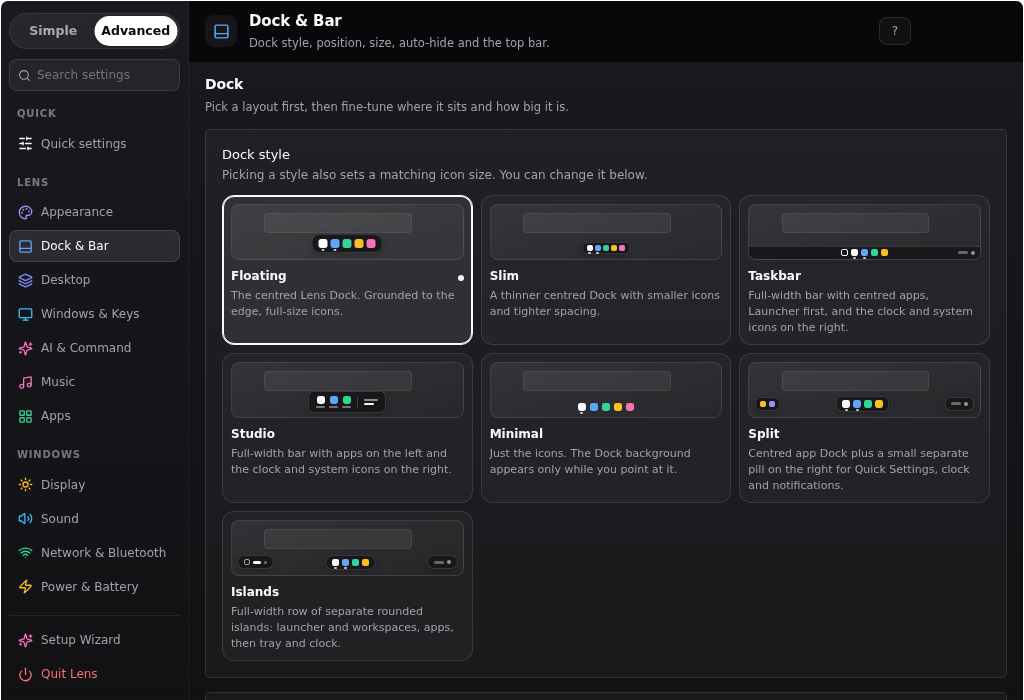 Simple
Advanced
Search settings
QUICK
Quick settings
LENS
Appearance
Dock & Bar
Desktop
Windows & Keys
AI & Command
Music
Apps
WINDOWS
Display
Sound
Network & Bluetooth
Power & Battery
Setup Wizard
Quit Lens
Dock & Bar
Dock style, position, size, auto-hide and the top bar.
?
Dock
Pick a layout first, then fine-tune where it sits and how big it is.
Dock style
Picking a style also sets a matching icon size. You can change it below.
Floating
The centred Lens Dock. Grounded to the
edge, full-size icons.
Slim
A thinner centred Dock with smaller icons
and tighter spacing.
Taskbar
Full-width bar with centred apps,
Launcher first, and the clock and system
icons on the right.
Studio
Full-width bar with apps on the left and
the clock and system icons on the right.
Minimal
Just the icons. The Dock background
appears only while you point at it.
Split
Centred app Dock plus a small separate
pill on the right for Quick Settings, clock
and notifications.
Islands
Full-width row of separate rounded
islands: launcher and workspaces, apps,
then tray and clock.